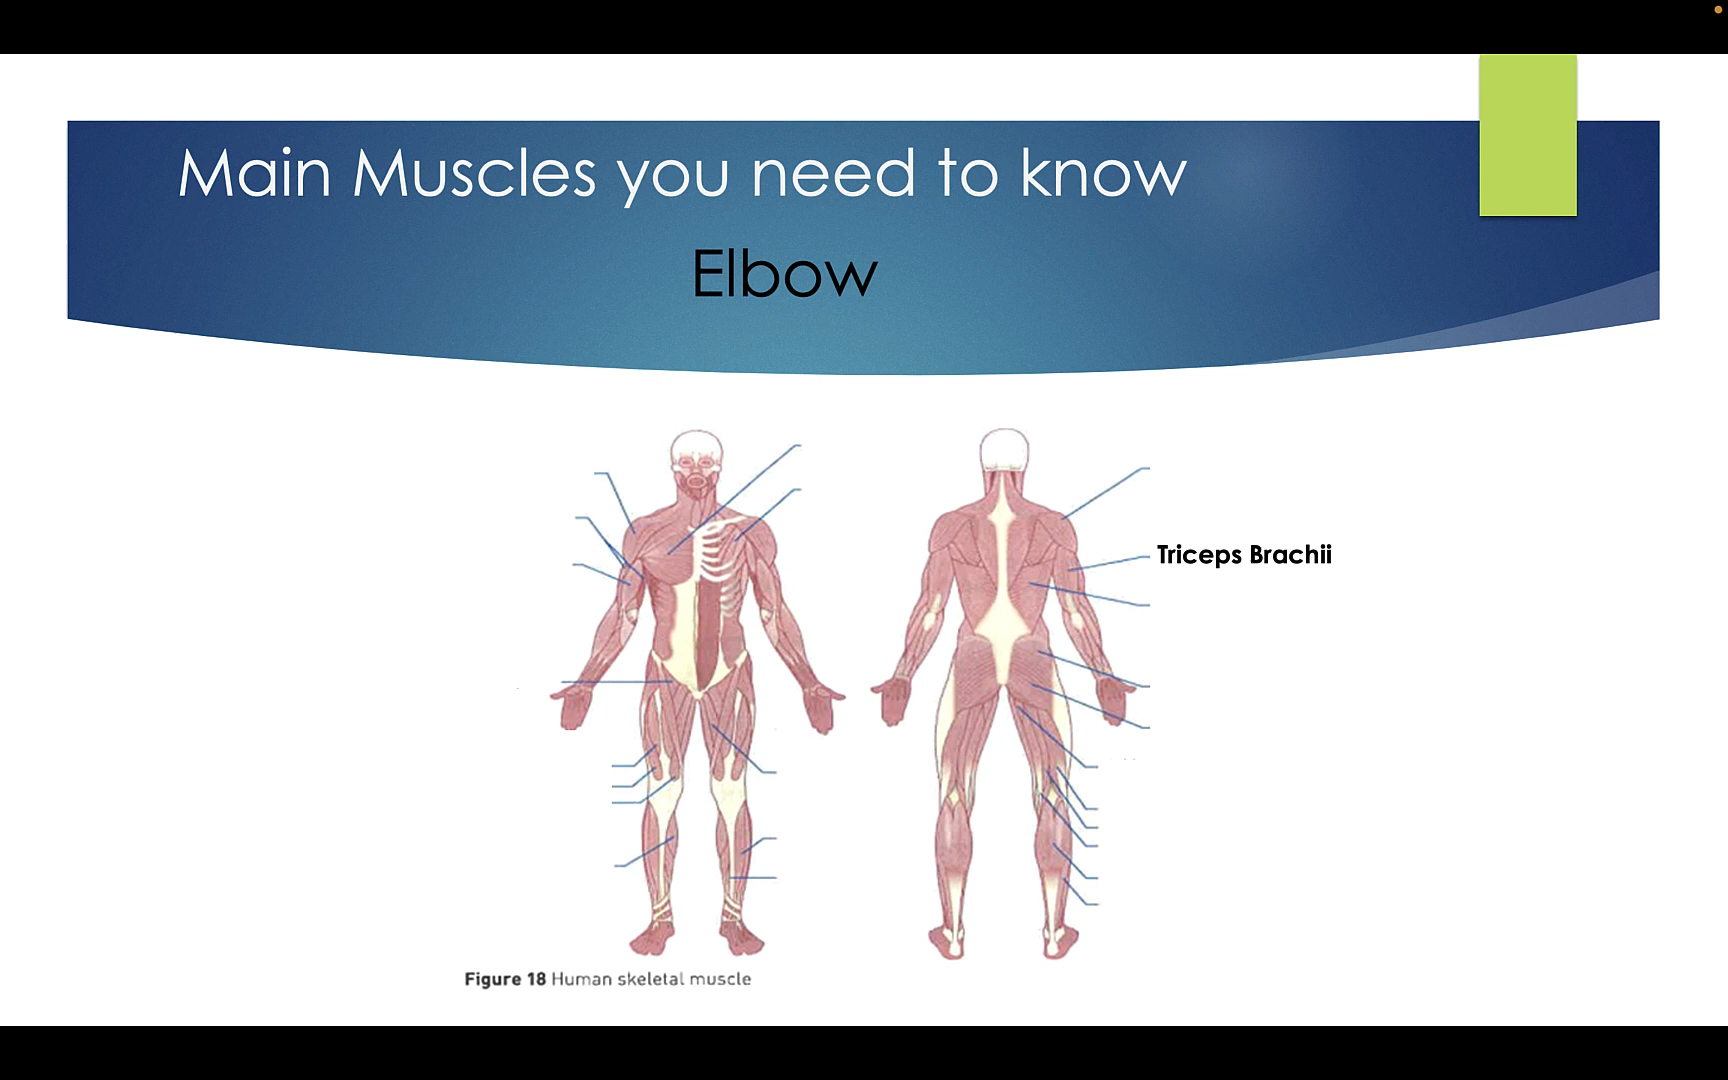 Main Muscles you need to know
Elbow
Triceps Brachii
Figure 18 Human skeletal muscle